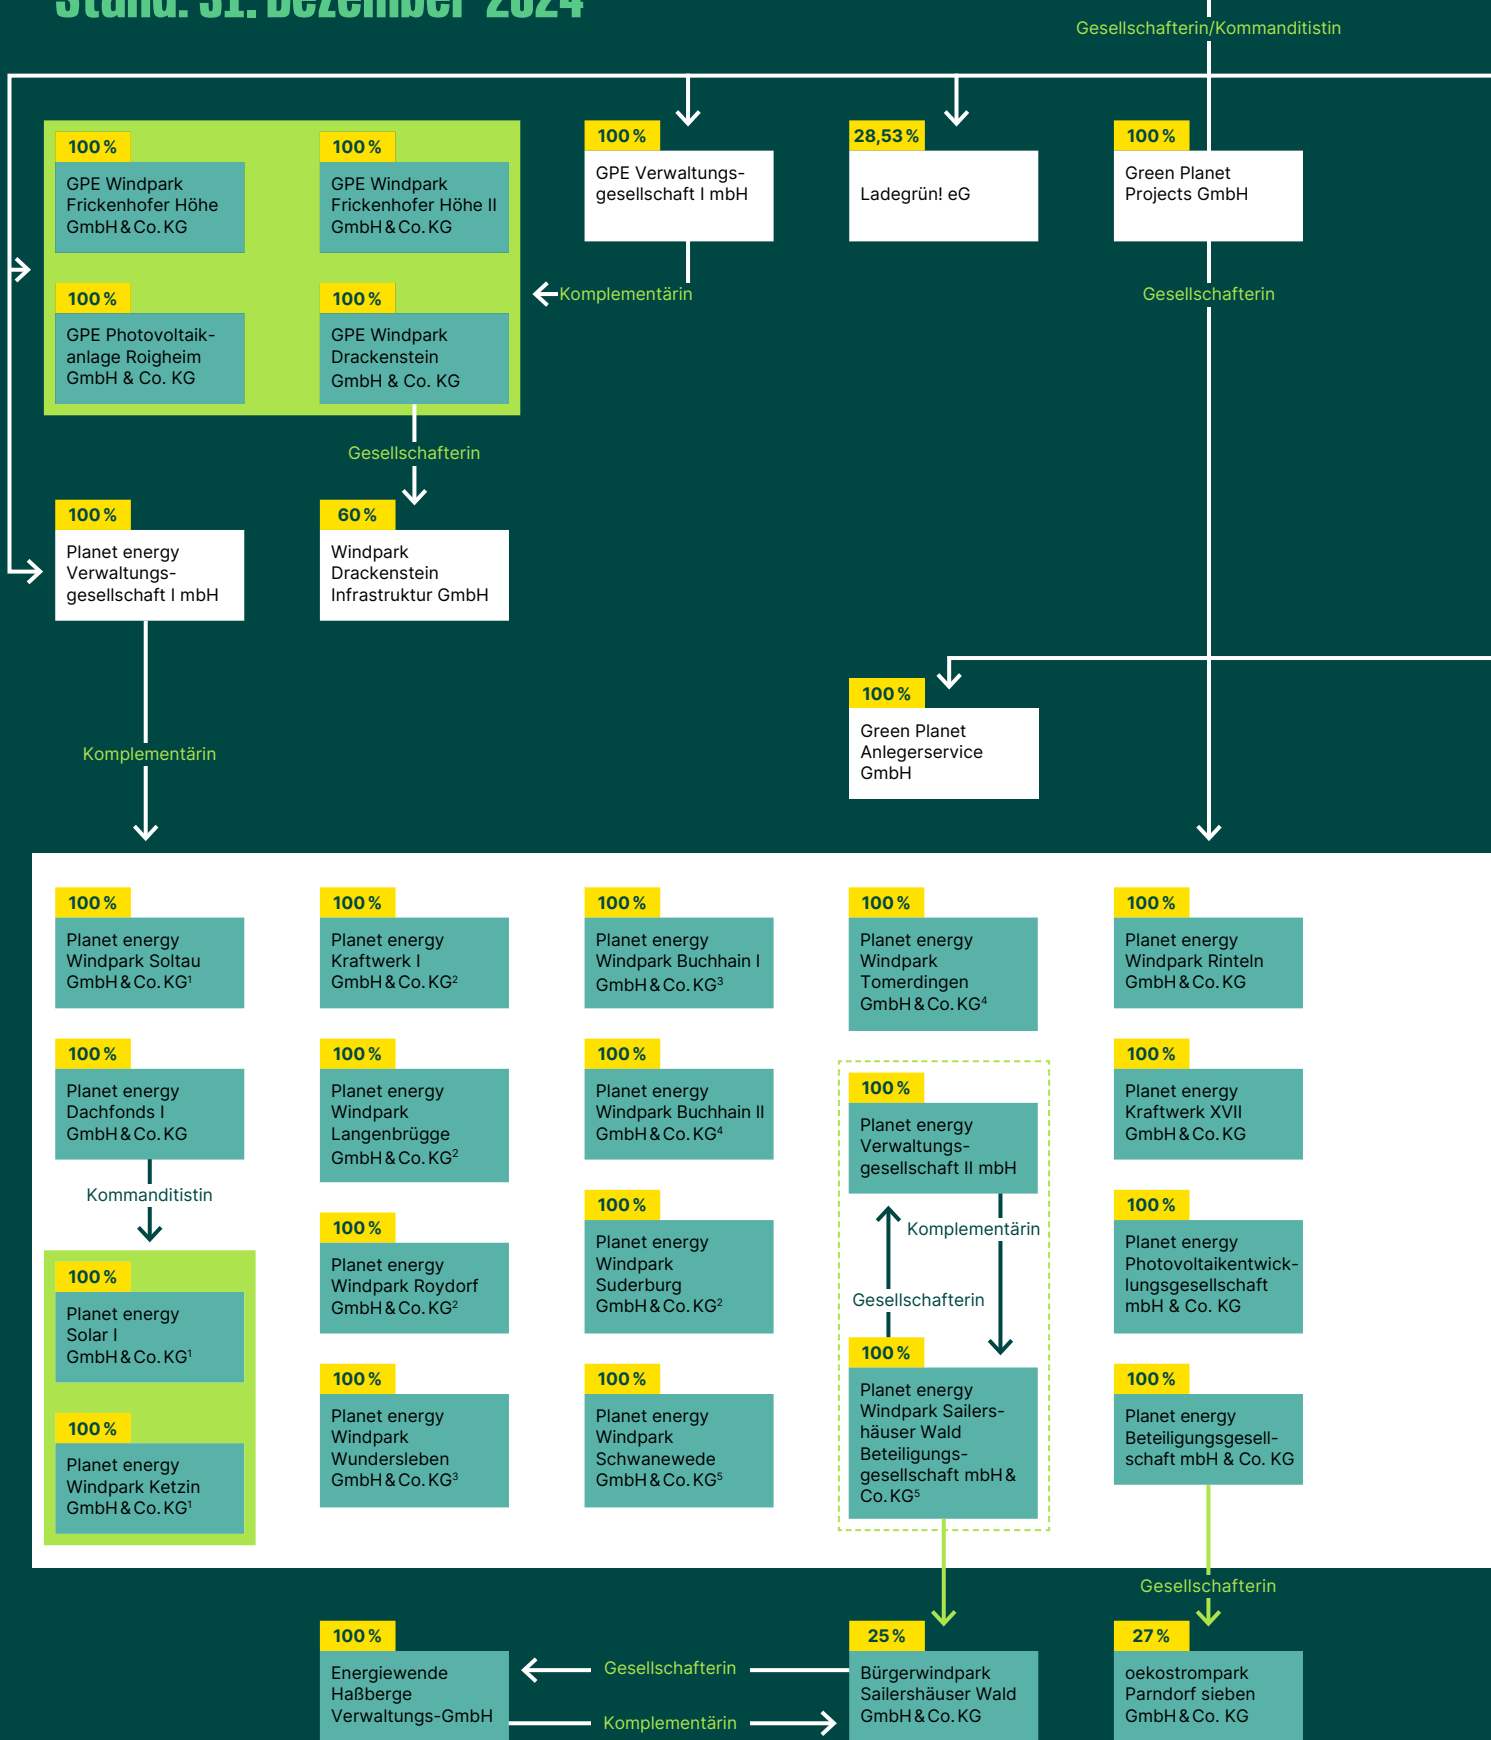 Stand: 31. Dezember 2024
Gesellschafterin/Kommanditistin
100 %
GPE Windpark
Frickenhofer Höhe
GmbH & Co. KG
100 %
GPE Windpark
Frickenhofer Höhe II
GmbH & Co. KG
100 %
GPE Verwaltungs-
gesellschaft I mbH
28,53 %
Ladegrün! eG
100 %
Green Planet
Projects GmbH
100 %
GPE Photovoltaik-
anlage Roigheim
GmbH & Co. KG
100 %
GPE Windpark
Drackenstein
GmbH & Co. KG
Komplementärin
Gesellschafterin
Gesellschafterin
100 %
Planet energy
Verwaltungs-
gesellschaft I mbH
60 %
Windpark
Drackenstein
Infrastruktur GmbH
100 %
Green Planet
Anlegerservice
GmbH
Komplementärin
100 %
Planet energy
Windpark Soltau
GmbH & Co. KG¹
100 %
Planet energy
Dachfonds I
GmbH & Co. KG
Kommanditistin
100 %
Planet energy
Solar I
GmbH & Co. KG¹
100 %
Planet energy
Windpark Ketzin
GmbH & Co. KG¹
100 %
Planet energy
Kraftwerk I
GmbH & Co. KG²
100 %
Planet energy
Windpark
Langenbrügge
GmbH & Co. KG²
100 %
Planet energy
Windpark Roydorf
GmbH & Co. KG²
100 %
Planet energy
Windpark
Wundersleben
GmbH & Co. KG³
100 %
Planet energy
Windpark Buchhain I
GmbH & Co. KG³
100 %
Planet energy
Windpark Buchhain II
GmbH & Co. KG⁴
100 %
Planet energy
Windpark
Suderburg
GmbH & Co. KG²
100 %
Planet energy
Windpark
Schwanewede
GmbH & Co. KG⁵
100 %
Planet energy
Windpark
Tomerdingen
GmbH & Co. KG⁴
100 %
Planet energy
Verwaltungs-
gesellschaft II mbH
Komplementärin
Gesellschafterin
100 %
Planet energy
Windpark Sailers-
häuser Wald
Beteiligungs-
gesellschaft mbH &
Co. KG⁵
100 %
Planet energy
Windpark Rinteln
GmbH & Co. KG
100 %
Planet energy
Kraftwerk XVII
GmbH & Co. KG
100 %
Planet energy
Photovoltaikentwick-
lungsgesellschaft
mbH & Co. KG
100 %
Planet energy
Beteiligungsgesell-
schaft mbH & Co. KG
Gesellschafterin
100 %
Energiewende
Haßberge
Verwaltungs-GmbH
Gesellschafterin
Komplementärin
25 %
Bürgerwindpark
Sailershäuser Wald
GmbH & Co. KG
27 %
oekostrompark
Parndorf sieben
GmbH & Co. KG